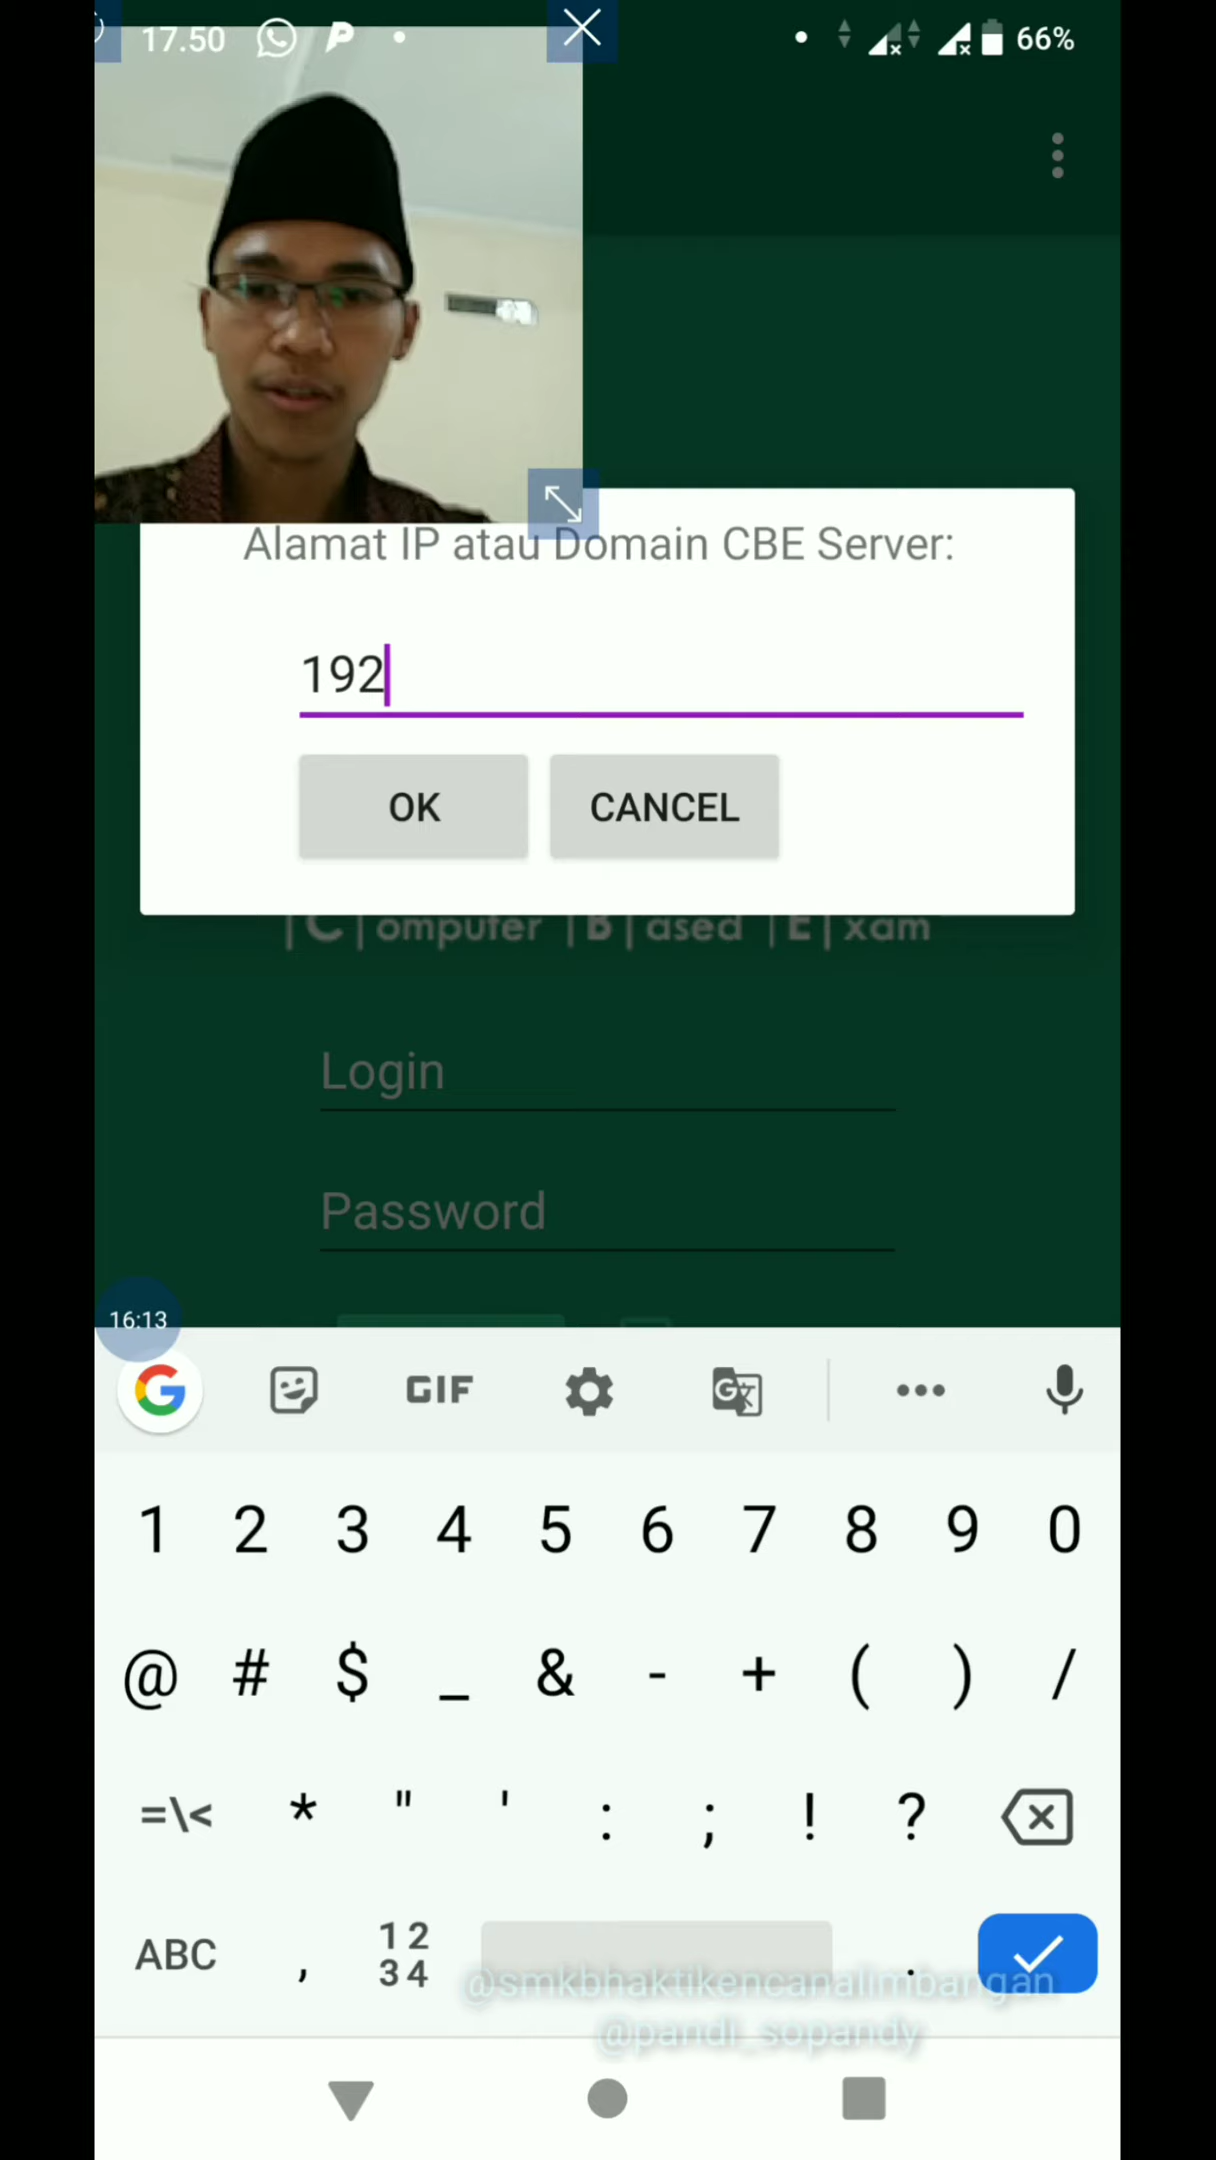 17.50 66%
Alamat IP atau Domain CBE Server:
192
OK CANCEL
|C|omputer |B|ased |E|xam
Login
Password
16:13
G GIF G
1 2 3 4 5 6 7 8 9 0
@ # $ _ & - + ( ) /
=\< * " ' : ; ! ?
ABC , 12 34 .
@smkbhaktikencanalimbangan
@pandi_sopandy